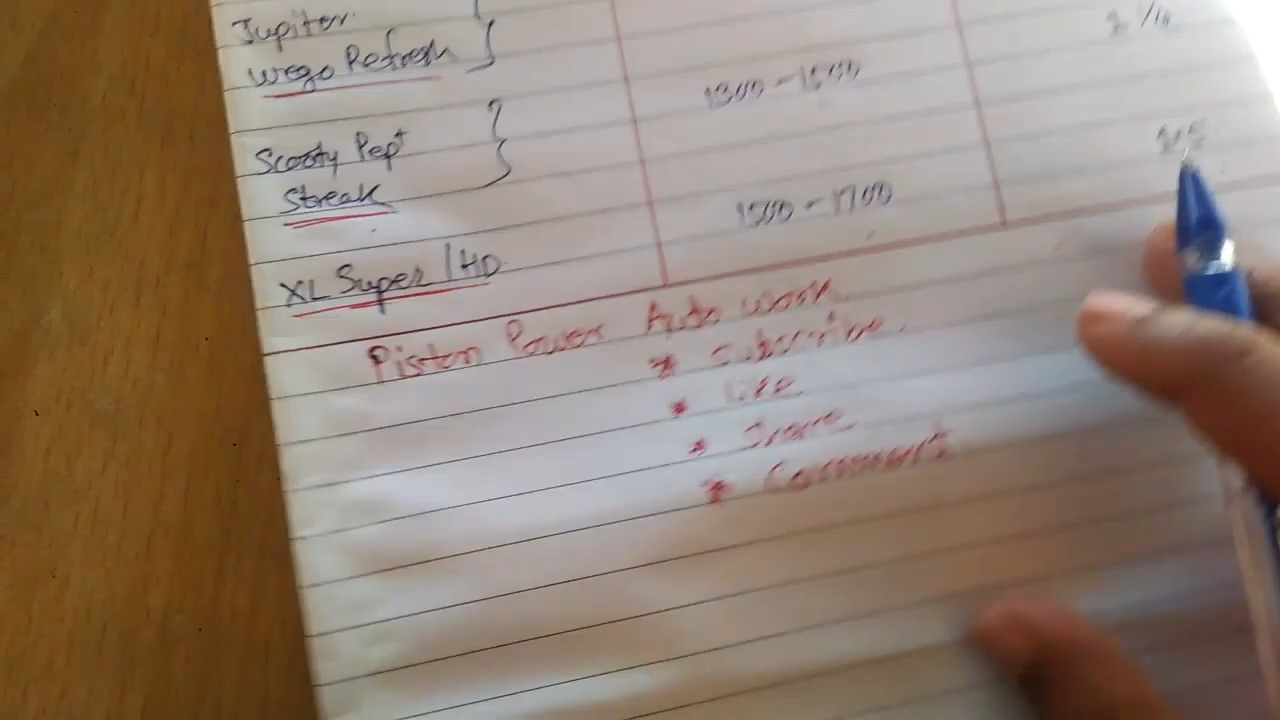 Jupiter
Wego Refresh
1300 - 1500
Scooty Pep+
Streak
1500 - 1700
XL Super / HD
Piston Power Auto work
* Subscribe.
* Like
* Share
* Comment